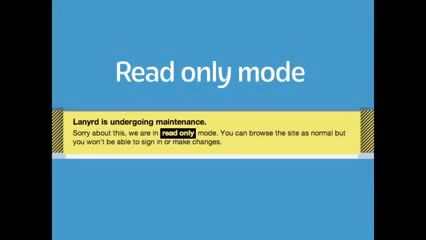 Read only mode
Lanyrd is undergoing maintenance.
Sorry about this, we are in read only mode. You can browse the site as normal but
you won't be able to sign in or make changes.